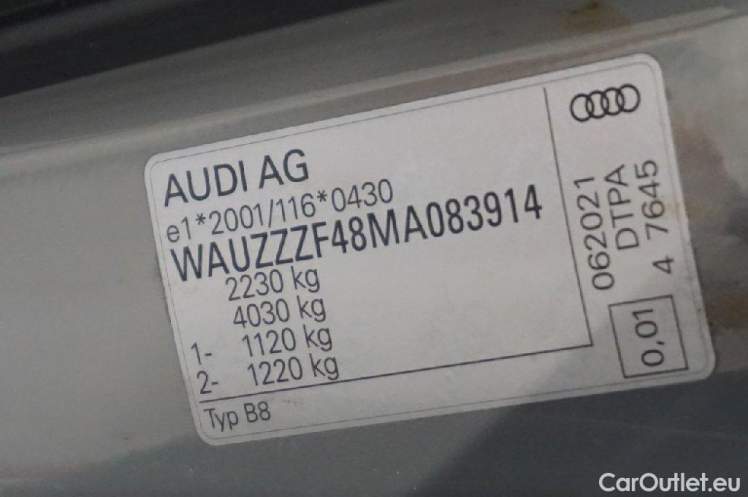 AUDI AG
e1*2001/116*0430
WAUZZZF48MA083914
2230 kg
4030 kg
1- 1120 kg
2- 1220 kg
Typ B8
062021
DTPA
4 7645
0,01
CarOutlet.eu